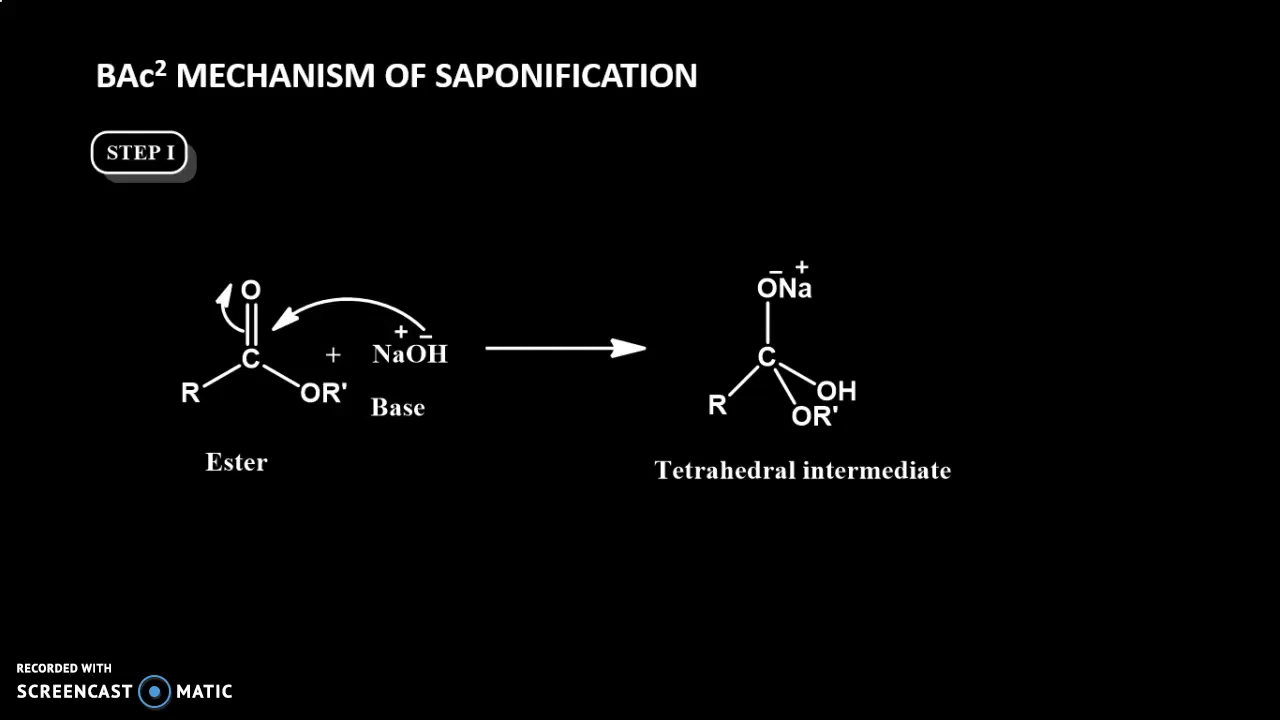 BAc² MECHANISM OF SAPONIFICATION
STEP I
O
C
R
OR'
Ester
+
+ −
NaOH
Base
− +
ONa
C
R
OH
OR'
Tetrahedral intermediate
RECORDED WITH
SCREENCAST MATIC